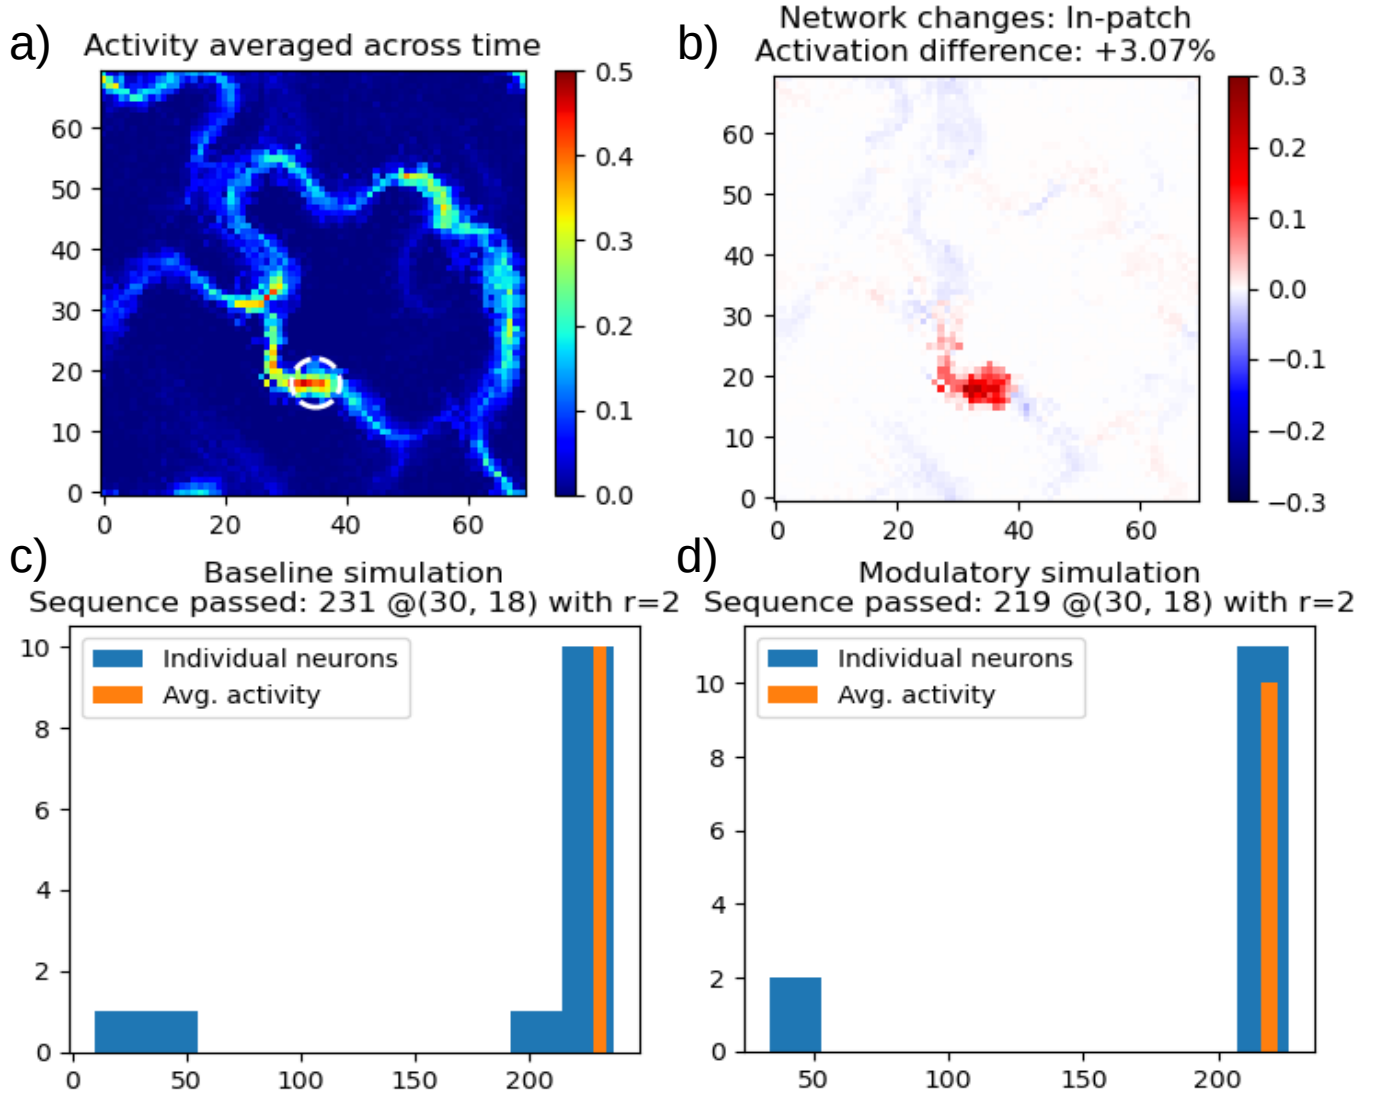 a)
Activity averaged across time
60
50
40
30
20
10
0
0 20 40 60
0.5
0.4
0.3
0.2
0.1
0.0
b)
Network changes: In-patch
Activation difference: +3.07%
60
50
40
30
20
10
0
0 20 40 60
0.3
0.2
0.1
0.0
−0.1
−0.2
−0.3
c)
Baseline simulation
Sequence passed: 231 @(30, 18) with r=2
Individual neurons
Avg. activity
10
8
6
4
2
0
0 50 100 150 200
d)
Modulatory simulation
Sequence passed: 219 @(30, 18) with r=2
Individual neurons
Avg. activity
10
8
6
4
2
0
50 100 150 200